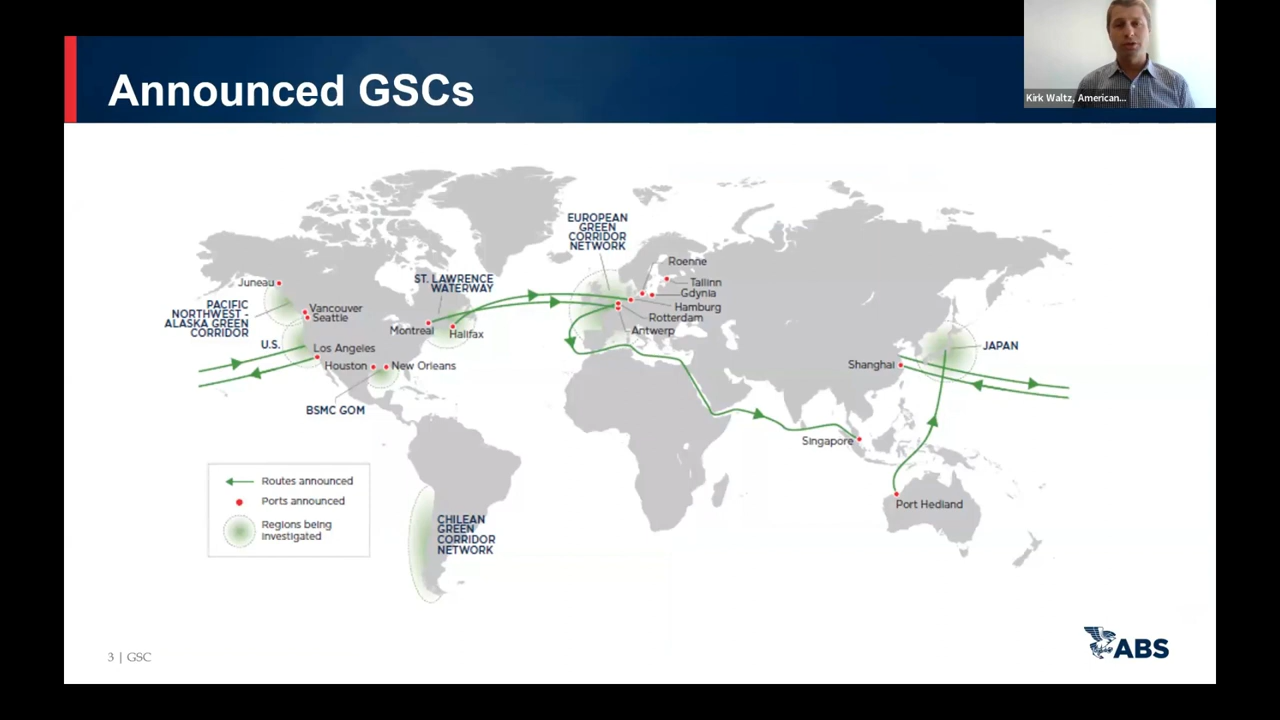 Announced GSCs
Kirk Waltz, American...
EUROPEAN
GREEN
CORRIDOR
NETWORK
Roenne
Tallinn
Gdynia
Hamburg
Rotterdam
Antwerp
ST. LAWRENCE
WATERWAY
Montreal
Halifax
Juneau
PACIFIC
NORTHWEST -
ALASKA GREEN
CORRIDOR
Vancouver
Seattle
U.S.
Los Angeles
Houston
New Orleans
BSMC GOM
JAPAN
Shanghai
Singapore
Port Hedland
CHILEAN
GREEN
CORRIDOR
NETWORK
Routes announced
Ports announced
Regions being
investigated
3 | GSC
ABS